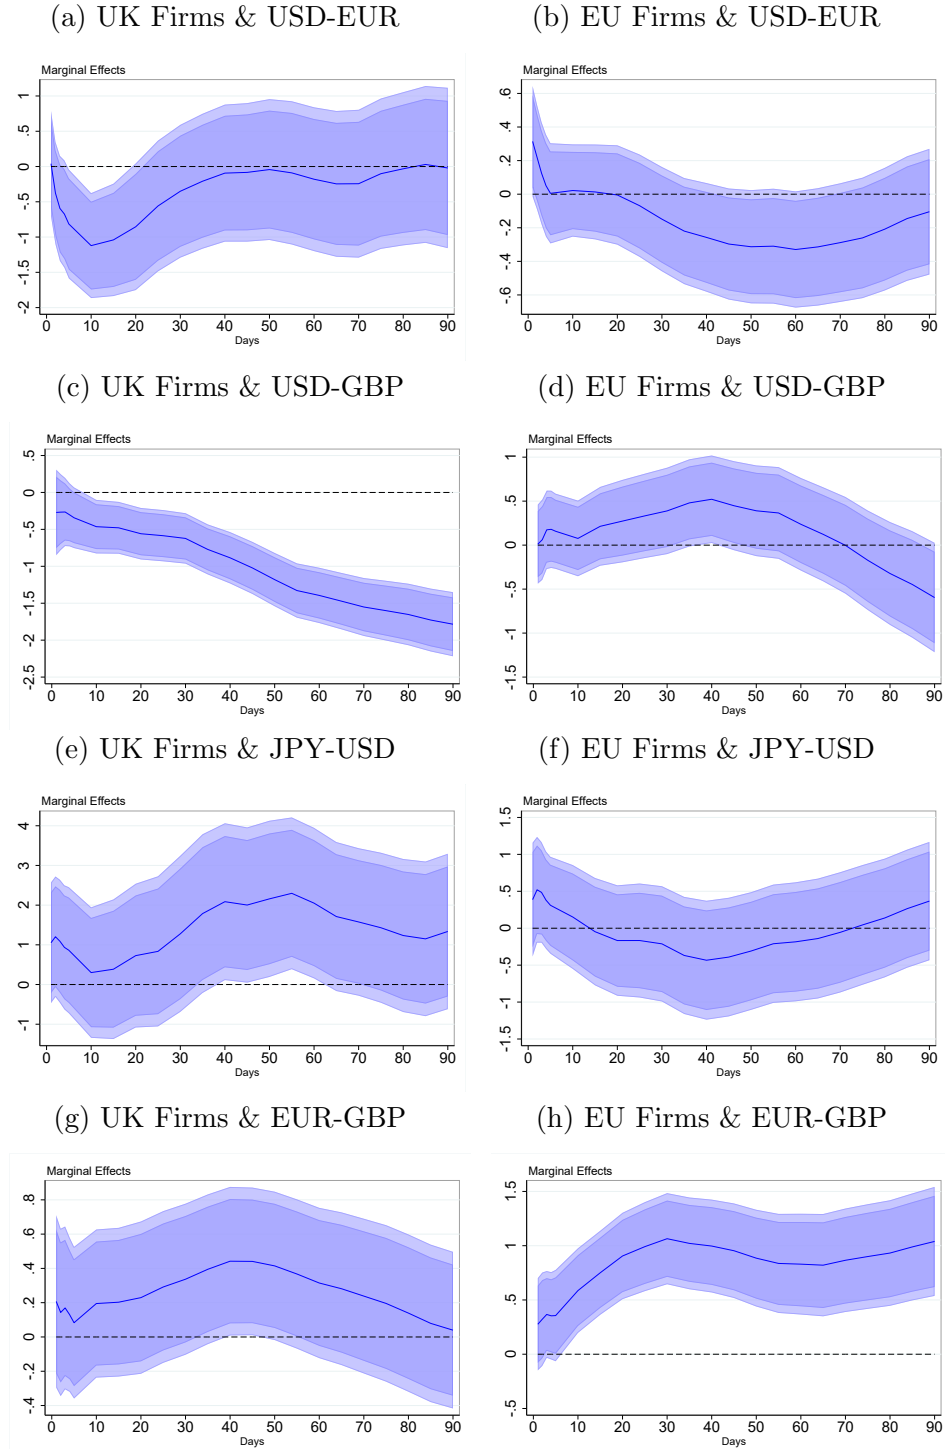 (a) UK Firms & USD-EUR
Marginal Effects
1
.5
0
-.5
-1
-1.5
-2
0 10 20 30 40 50 60 70 80 90
Days
(b) EU Firms & USD-EUR
Marginal Effects
.6
.4
.2
0
-.2
-.4
-.6
0 10 20 30 40 50 60 70 80 90
Days
(c) UK Firms & USD-GBP
Marginal Effects
.5
0
-.5
-1
-1.5
-2
-2.5
0 10 20 30 40 50 60 70 80 90
Days
(d) EU Firms & USD-GBP
Marginal Effects
1
.5
0
-.5
-1
-1.5
0 10 20 30 40 50 60 70 80 90
Days
(e) UK Firms & JPY-USD
Marginal Effects
4
3
2
1
0
-1
0 10 20 30 40 50 60 70 80 90
Days
(f) EU Firms & JPY-USD
Marginal Effects
1.5
1
.5
0
-.5
-1
-1.5
0 10 20 30 40 50 60 70 80 90
Days
(g) UK Firms & EUR-GBP
Marginal Effects
.8
.6
.4
.2
0
-.2
-.4
0 10 20 30 40 50 60 70 80 90
Days
(h) EU Firms & EUR-GBP
Marginal Effects
1.5
1
.5
0
-.5
0 10 20 30 40 50 60 70 80 90
Days